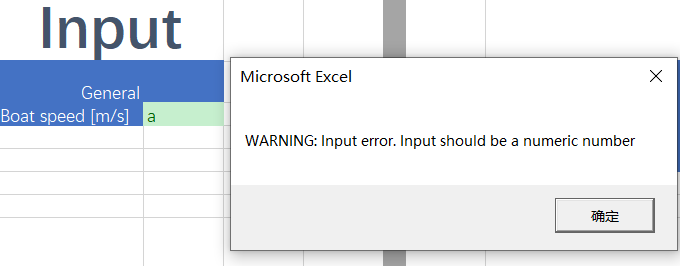 Input
General
Boat speed [m/s] a
Microsoft Excel
WARNING: Input error. Input should be a numeric number
确定